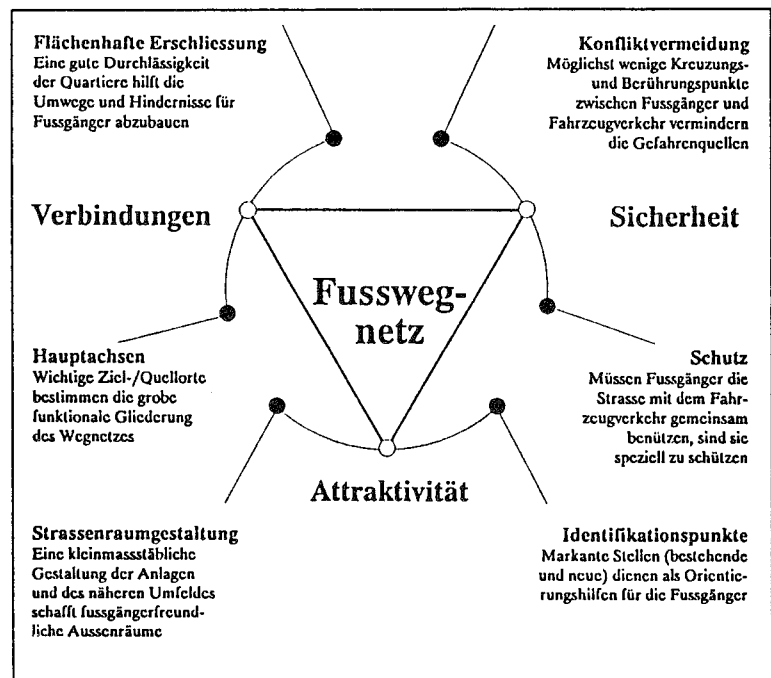 Flächenhafte Erschliessung
Eine gute Durchlässigkeit
der Quartiere hilft die
Umwege und Hindernisse für
Fussgänger abzubauen
Konfliktvermeidung
Möglichst wenige Kreuzungs-
und Berührungspunkte
zwischen Fussgänger und
Fahrzeugverkehr vermindern
die Gefahrenquellen
Verbindungen
Sicherheit
Fussweg-
netz
Hauptachsen
Wichtige Ziel-/Quellorte
bestimmen die grobe
funktionale Gliederung
des Wegnetzes
Schutz
Müssen Fussgänger die
Strasse mit dem Fahr-
zeugverkehr gemeinsam
benützen, sind sie
speziell zu schützen
Attraktivität
Strassenraumgestaltung
Eine kleinmassstäbliche
Gestaltung der Anlagen
und des näheren Umfeldes
schafft fussgängerfreund-
liche Aussenräume
Identifikationspunkte
Markante Stellen (bestehende
und neue) dienen als Orientie-
rungshilfen für die Fussgänger